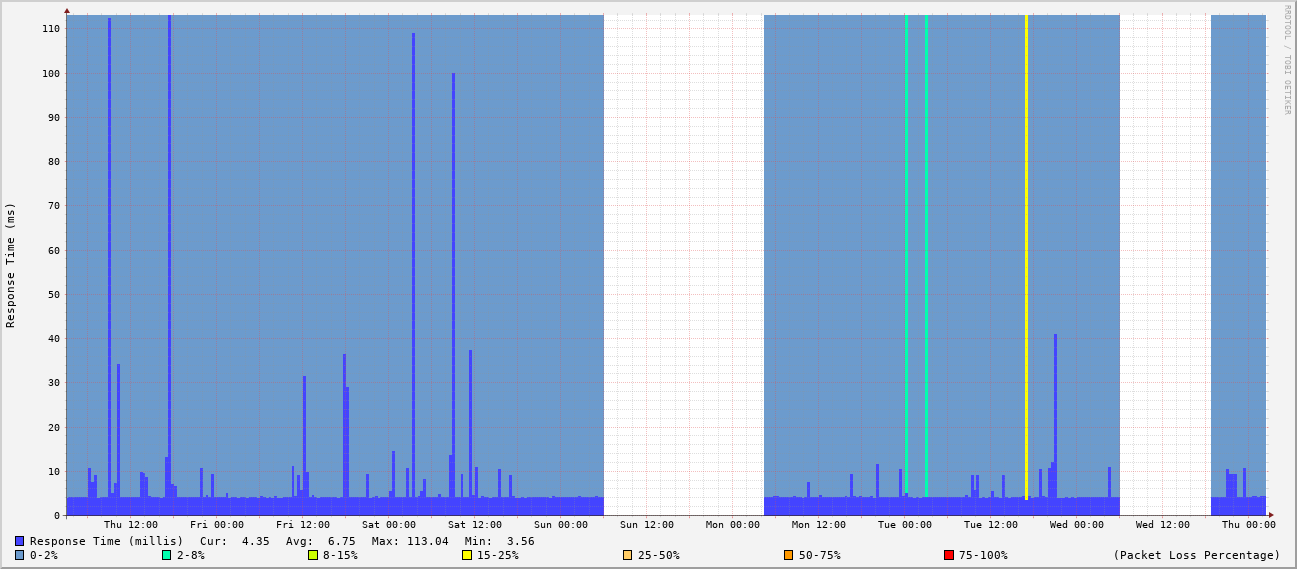 RRDTOOL / TOBI OETIKER
Response Time (ms)
110
100
90
80
70
60
50
40
30
20
10
0
Thu 12:00 Fri 00:00 Fri 12:00 Sat 00:00 Sat 12:00 Sun 00:00 Sun 12:00 Mon 00:00 Mon 12:00 Tue 00:00 Tue 12:00 Wed 00:00 Wed 12:00 Thu 00:00
Response Time (millis) Cur: 4.35 Avg: 6.75 Max: 113.04 Min: 3.56
0-2% 2-8% 8-15% 15-25% 25-50% 50-75% 75-100% (Packet Loss Percentage)